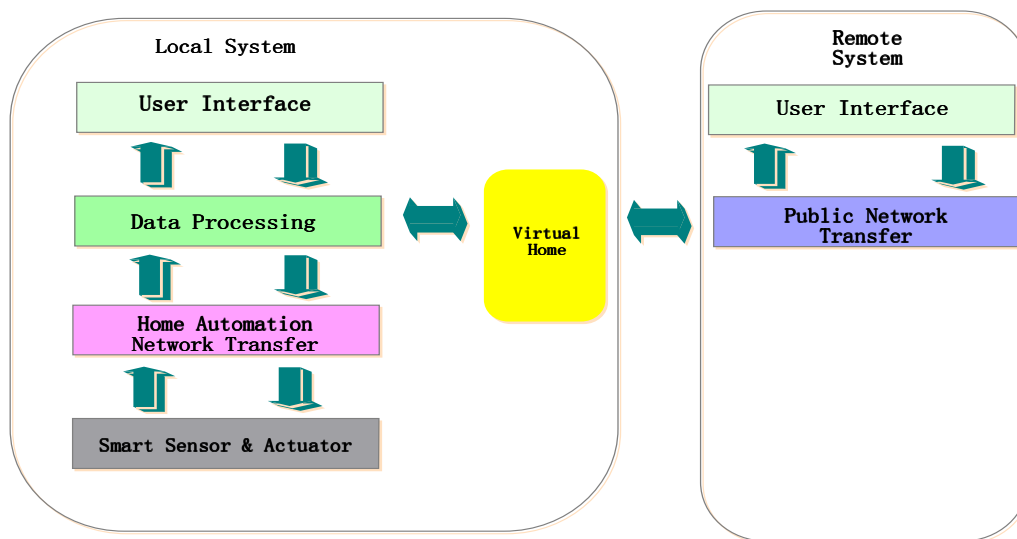 Local System
User Interface
Data Processing
Home Automation
Network Transfer
Smart Sensor & Actuator
Virtual
Home
Remote
System
User Interface
Public Network
Transfer